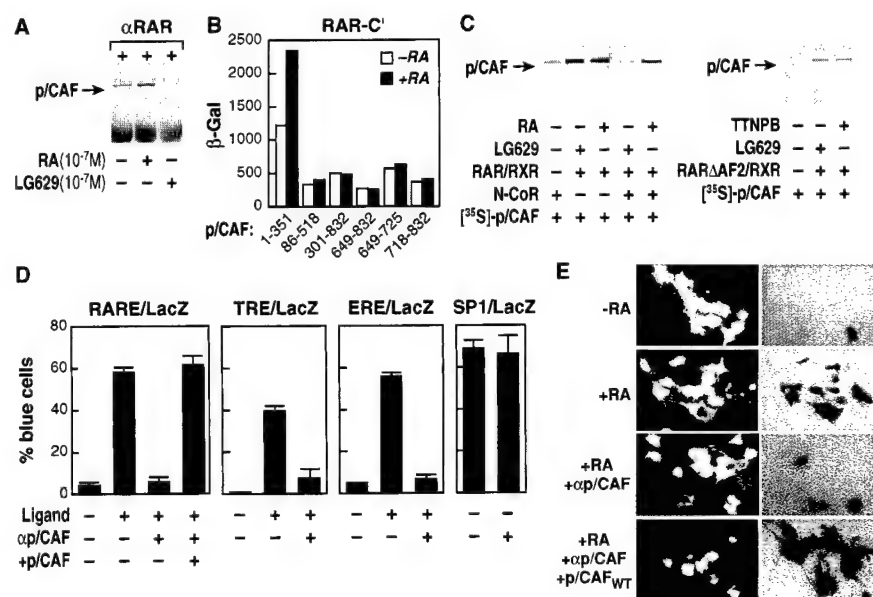 A
αRAR
+ + +
p/CAF
RA(10⁻⁷M) – + –
LG629(10⁻⁷M) – – +
B
RAR-C'
2500
2000
1500
1000
500
0
β-Gal
–RA
+RA
p/CAF:
1-351
86-518
301-832
649-832
649-725
718-832
C
p/CAF
RA – – + – +
LG629 – + – + –
RAR/RXR – + + + +
N-CoR + – – + +
[³⁵S]-p/CAF + + + + +
p/CAF
TTNPB – – +
LG629 – + –
RARΔAF2/RXR – + +
[³⁵S]-p/CAF + + +
D
RARE/LacZ
TRE/LacZ
ERE/LacZ
SP1/LacZ
% blue cells
80
60
40
20
0
Ligand – + + + – + + – + +
αp/CAF – – + + – – + – – + – +
+p/CAF – – – +
E
-RA
+RA
+RA
+αp/CAF
+RA
+αp/CAF
+p/CAFWT